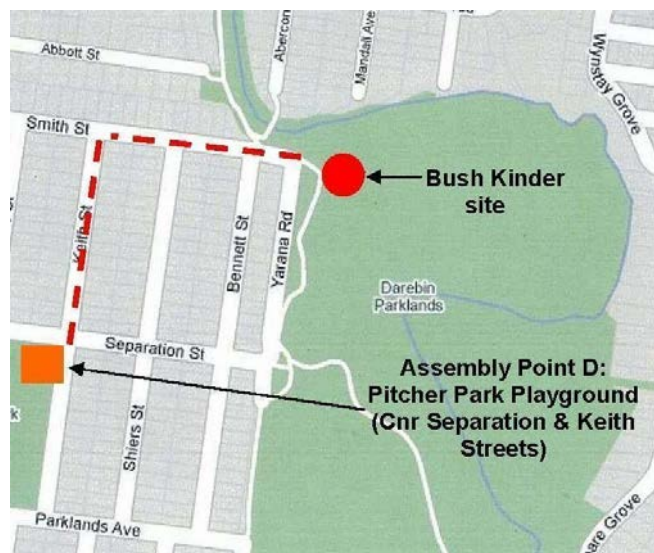 Abbott St
Abercorn
Mandall Ave
Wynstay Grove
Smith St
Bush Kinder
site
Keith St
Bennett St
Yarana Rd
Darebin
Parklands
Separation St
Assembly Point D:
Pitcher Park Playground
(Cnr Separation & Keith
Streets)
k
Shiers St
Parklands Ave
are Grove